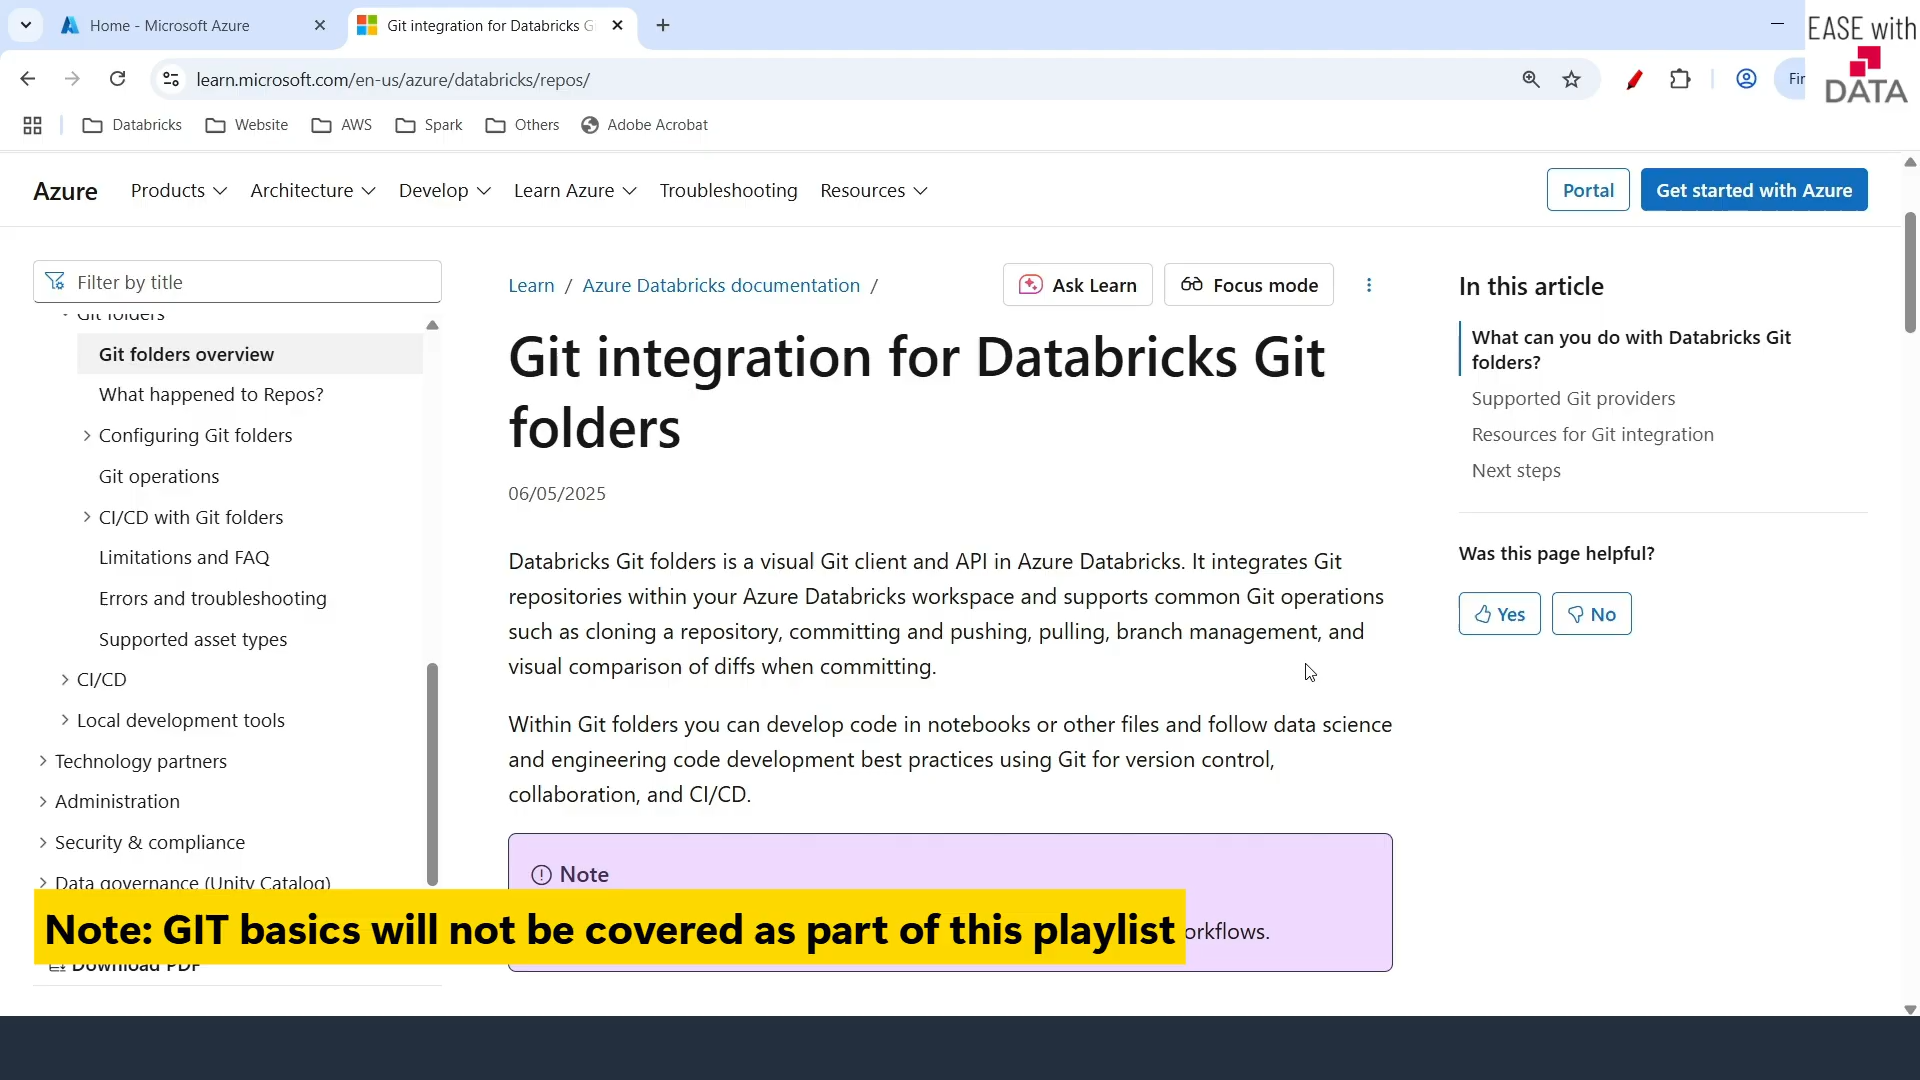 Home - Microsoft Azure
Git integration for Databricks G
EASE with
DATA
learn.microsoft.com/en-us/azure/databricks/repos/
Databricks
Website
AWS
Spark
Others
Adobe Acrobat
Azure
Products
Architecture
Develop
Learn Azure
Troubleshooting
Resources
Portal
Get started with Azure
Filter by title
Git folders
Git folders overview
What happened to Repos?
Configuring Git folders
Git operations
CI/CD with Git folders
Limitations and FAQ
Errors and troubleshooting
Supported asset types
CI/CD
Local development tools
Technology partners
Administration
Security & compliance
Data governance (Unity Catalog)
Download PDF
Learn / Azure Databricks documentation /
Ask Learn
Focus mode
Git integration for Databricks Git
folders
06/05/2025
Databricks Git folders is a visual Git client and API in Azure Databricks. It integrates Git
repositories within your Azure Databricks workspace and supports common Git operations
such as cloning a repository, committing and pushing, pulling, branch management, and
visual comparison of diffs when committing.
Within Git folders you can develop code in notebooks or other files and follow data science
and engineering code development best practices using Git for version control,
collaboration, and CI/CD.
Note
orkflows.
Note: GIT basics will not be covered as part of this playlist
In this article
What can you do with Databricks Git
folders?
Supported Git providers
Resources for Git integration
Next steps
Was this page helpful?
Yes
No